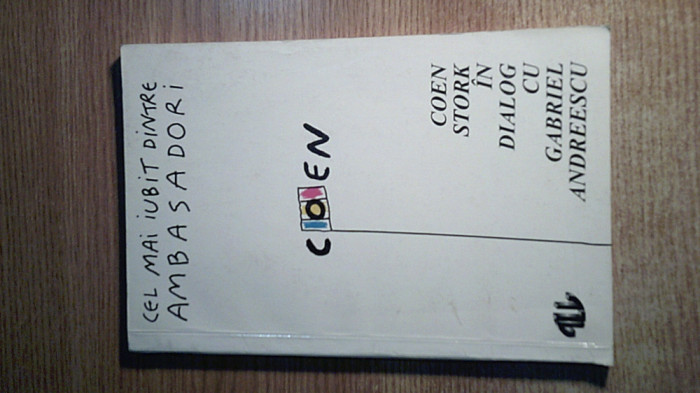 CEL MAI IUBIT DINTRE
AMBASADORI
COEN
COEN
STORK
ÎN
DIALOG
CU
GABRIEL
ANDREESCU